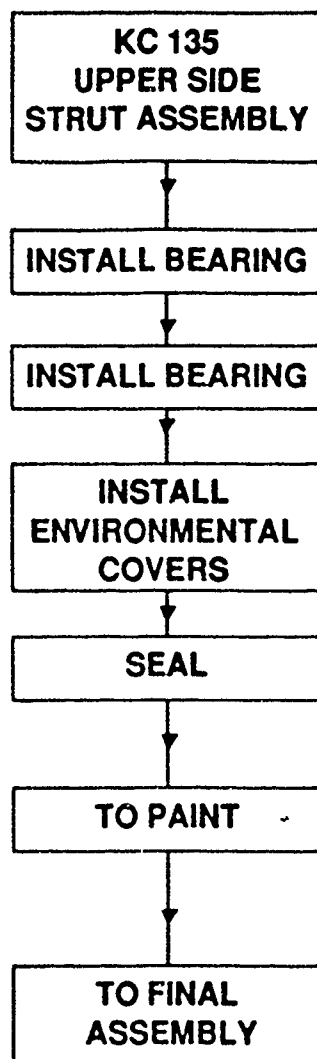 KC 135
UPPER SIDE
STRUT ASSEMBLY
INSTALL BEARING
INSTALL BEARING
INSTALL
ENVIRONMENTAL
COVERS
SEAL
TO PAINT
TO FINAL
ASSEMBLY